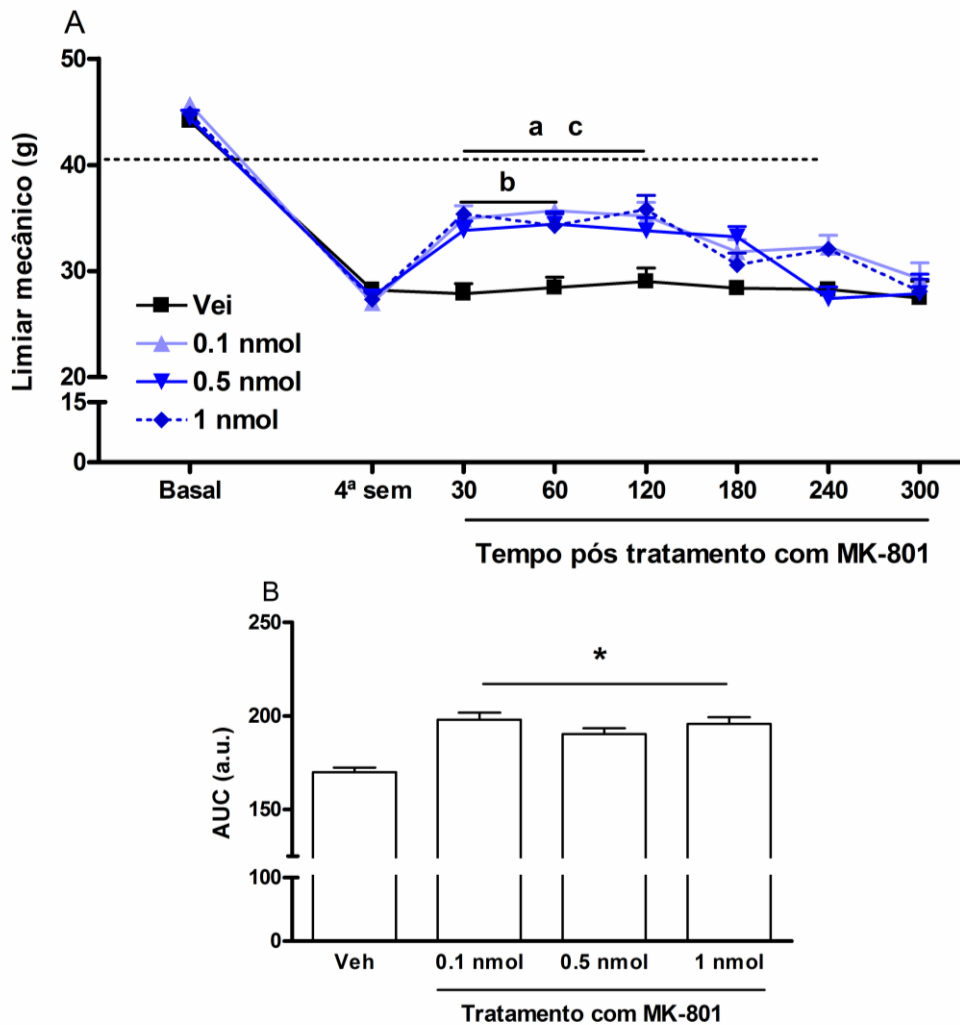 A
50
40
30
20
15
0
Limiar mecânico (g)
a c
b
Vei
0.1 nmol
0.5 nmol
1 nmol
Basal 4ª sem 30 60 120 180 240 300
Tempo pós tratamento com MK-801
B
250
200
150
100
0
AUC (a.u.)
*
Veh 0.1 nmol 0.5 nmol 1 nmol
Tratamento com MK-801